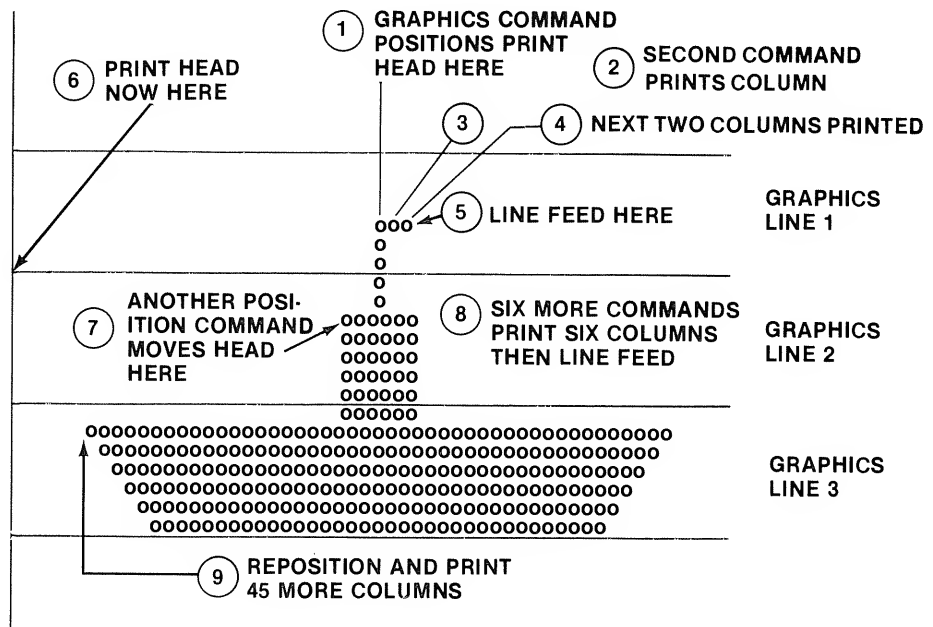 1 GRAPHICS COMMAND
POSITIONS PRINT
HEAD HERE
2 SECOND COMMAND
PRINTS COLUMN
6 PRINT HEAD
NOW HERE
3
4 NEXT TWO COLUMNS PRINTED
5 LINE FEED HERE
GRAPHICS
LINE 1
7 ANOTHER POSI-
ITION COMMAND
MOVES HEAD
HERE
8 SIX MORE COMMANDS
PRINT SIX COLUMNS
THEN LINE FEED
GRAPHICS
LINE 2
GRAPHICS
LINE 3
9 REPOSITION AND PRINT
45 MORE COLUMNS